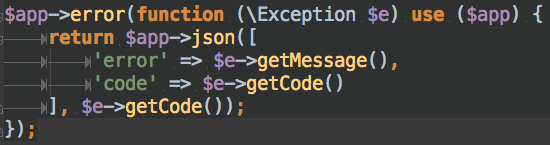 $app->error(function (\Exception $e) use ($app) {
    return $app->json([
        'error' => $e->getMessage(),
        'code' => $e->getCode()
    ], $e->getCode());
});